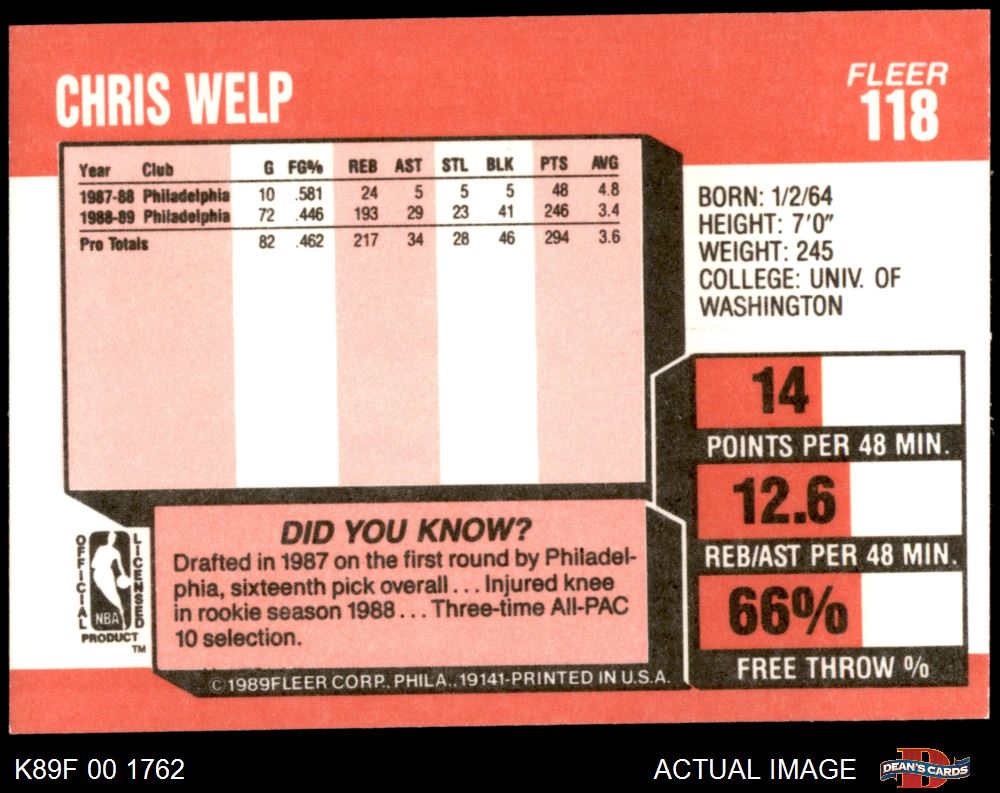 CHRIS WELP
FLEER
118
Year Club G FG% REB AST STL BLK PTS AVG
1987-88 Philadelphia 10 .581 24 5 5 5 48 4.8
1988-89 Philadelphia 72 .446 193 29 23 41 246 3.4
Pro Totals 82 .462 217 34 28 46 294 3.6
BORN: 1/2/64
HEIGHT: 7'0"
WEIGHT: 245
COLLEGE: UNIV. OF
WASHINGTON
14
POINTS PER 48 MIN.
12.6
REB/AST PER 48 MIN.
66%
FREE THROW %
DID YOU KNOW?
Drafted in 1987 on the first round by Philadel-
phia, sixteenth pick overall... Injured knee
in rookie season 1988... Three-time All-PAC
10 selection.
OFFICIAL
LICENSED
NBA
PRODUCT
TM
©1989FLEER CORP., PHILA., 19141-PRINTED IN U.S.A.
K89F 00 1762
ACTUAL IMAGE
DEAN'S CARDS